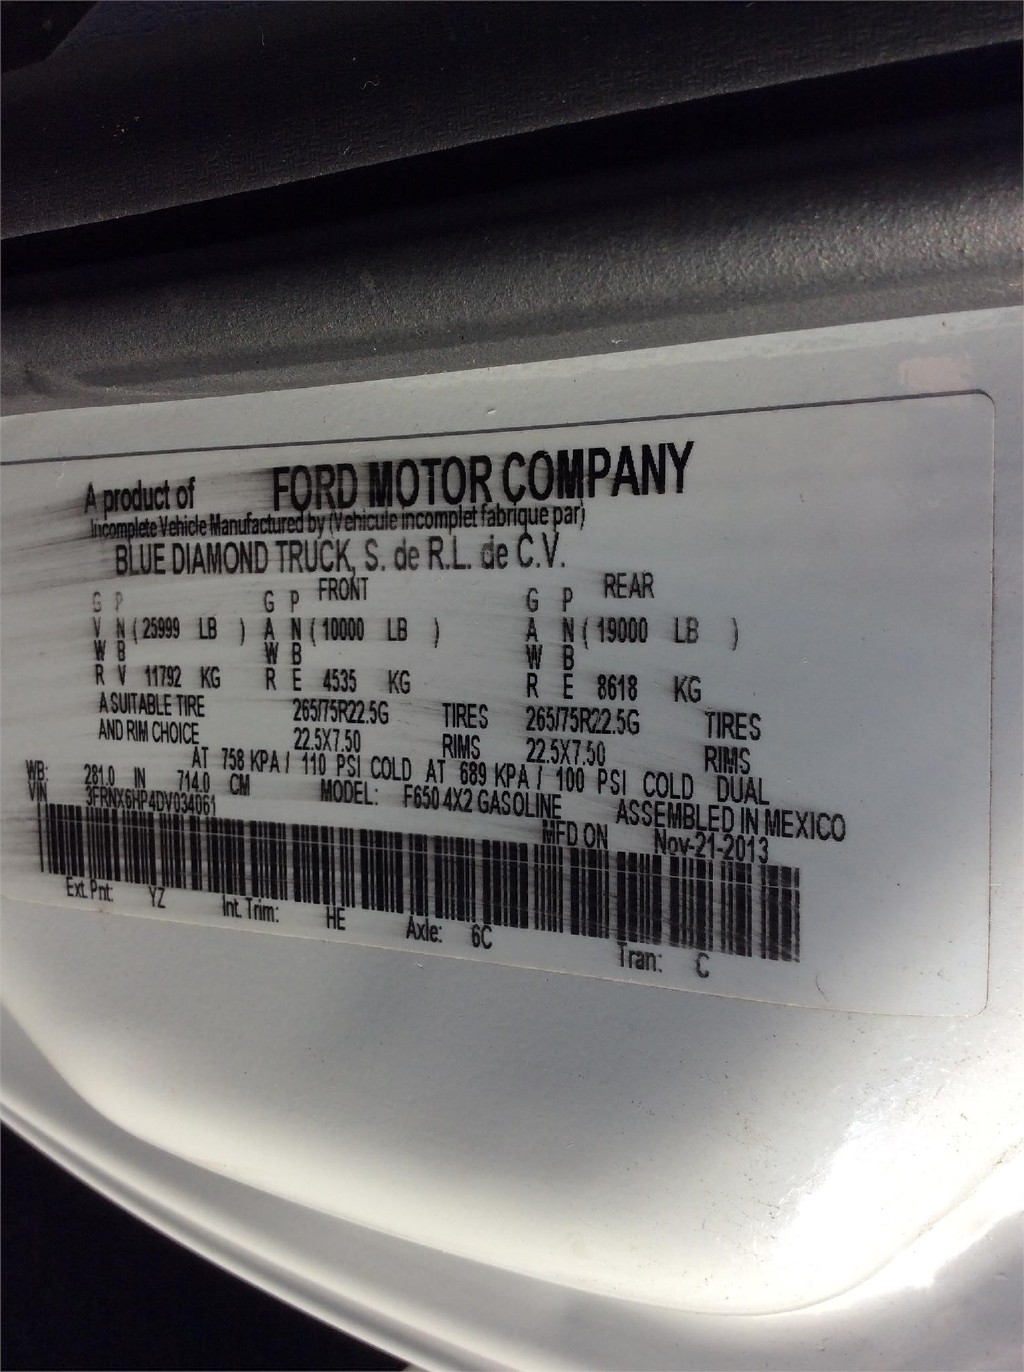 A product of FORD MOTOR COMPANY
Incomplete Vehicle Manufactured by (Vehicule incomplet fabrique par)
BLUE DIAMOND TRUCK, S. de R.L. de C.V.
G P G P FRONT G P REAR
V N ( 25999 LB ) A N ( 10000 LB ) A N ( 19000 LB )
W B W B W B
R V 11792 KG R E 4535 KG R E 8618 KG
A SUITABLE TIRE 265/75R22.5G TIRES 265/75R22.5G TIRES
AND RIM CHOICE 22.5X7.50 RIMS 22.5X7.50 RIMS
AT 758 KPA / 110 PSI COLD AT 689 KPA / 100 PSI COLD DUAL
WB: 281.0 IN 714.0 CM MODEL: F650 4X2 GASOLINE ASSEMBLED IN MEXICO
VIN 3FRNX6HP4DV034061 MFD ON Nov-21-2013
Ext. Pnt: YZ Int. Trim: HE Axle: 6C Tran: C